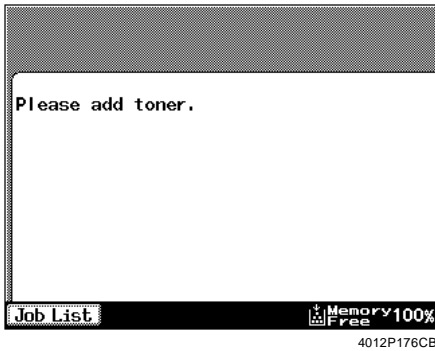 Please add toner.
Job List
Memory 100%
Free
4012P176CB